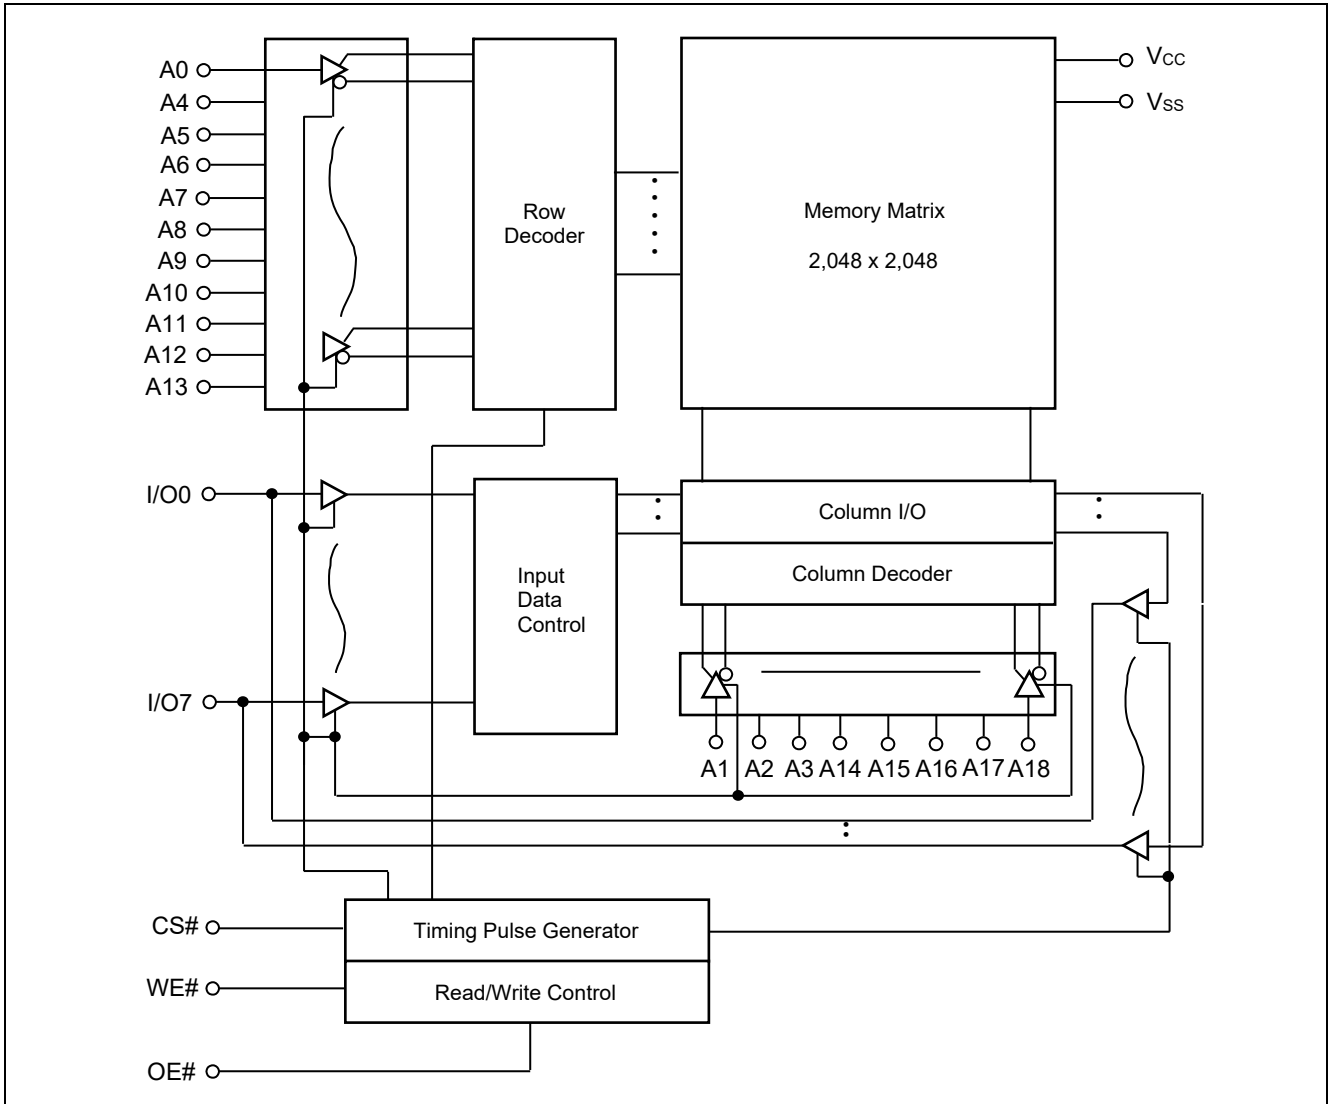 A0
A4
A5
A6
A7
A8
A9
A10
A11
A12
A13
Row
Decoder
Memory Matrix
2,048 x 2,048
VCC
VSS
I/O0
I/O7
Input
Data
Control
Column I/O
Column Decoder
A1 A2 A3 A14 A15 A16 A17 A18
CS#
WE#
OE#
Timing Pulse Generator
Read/Write Control